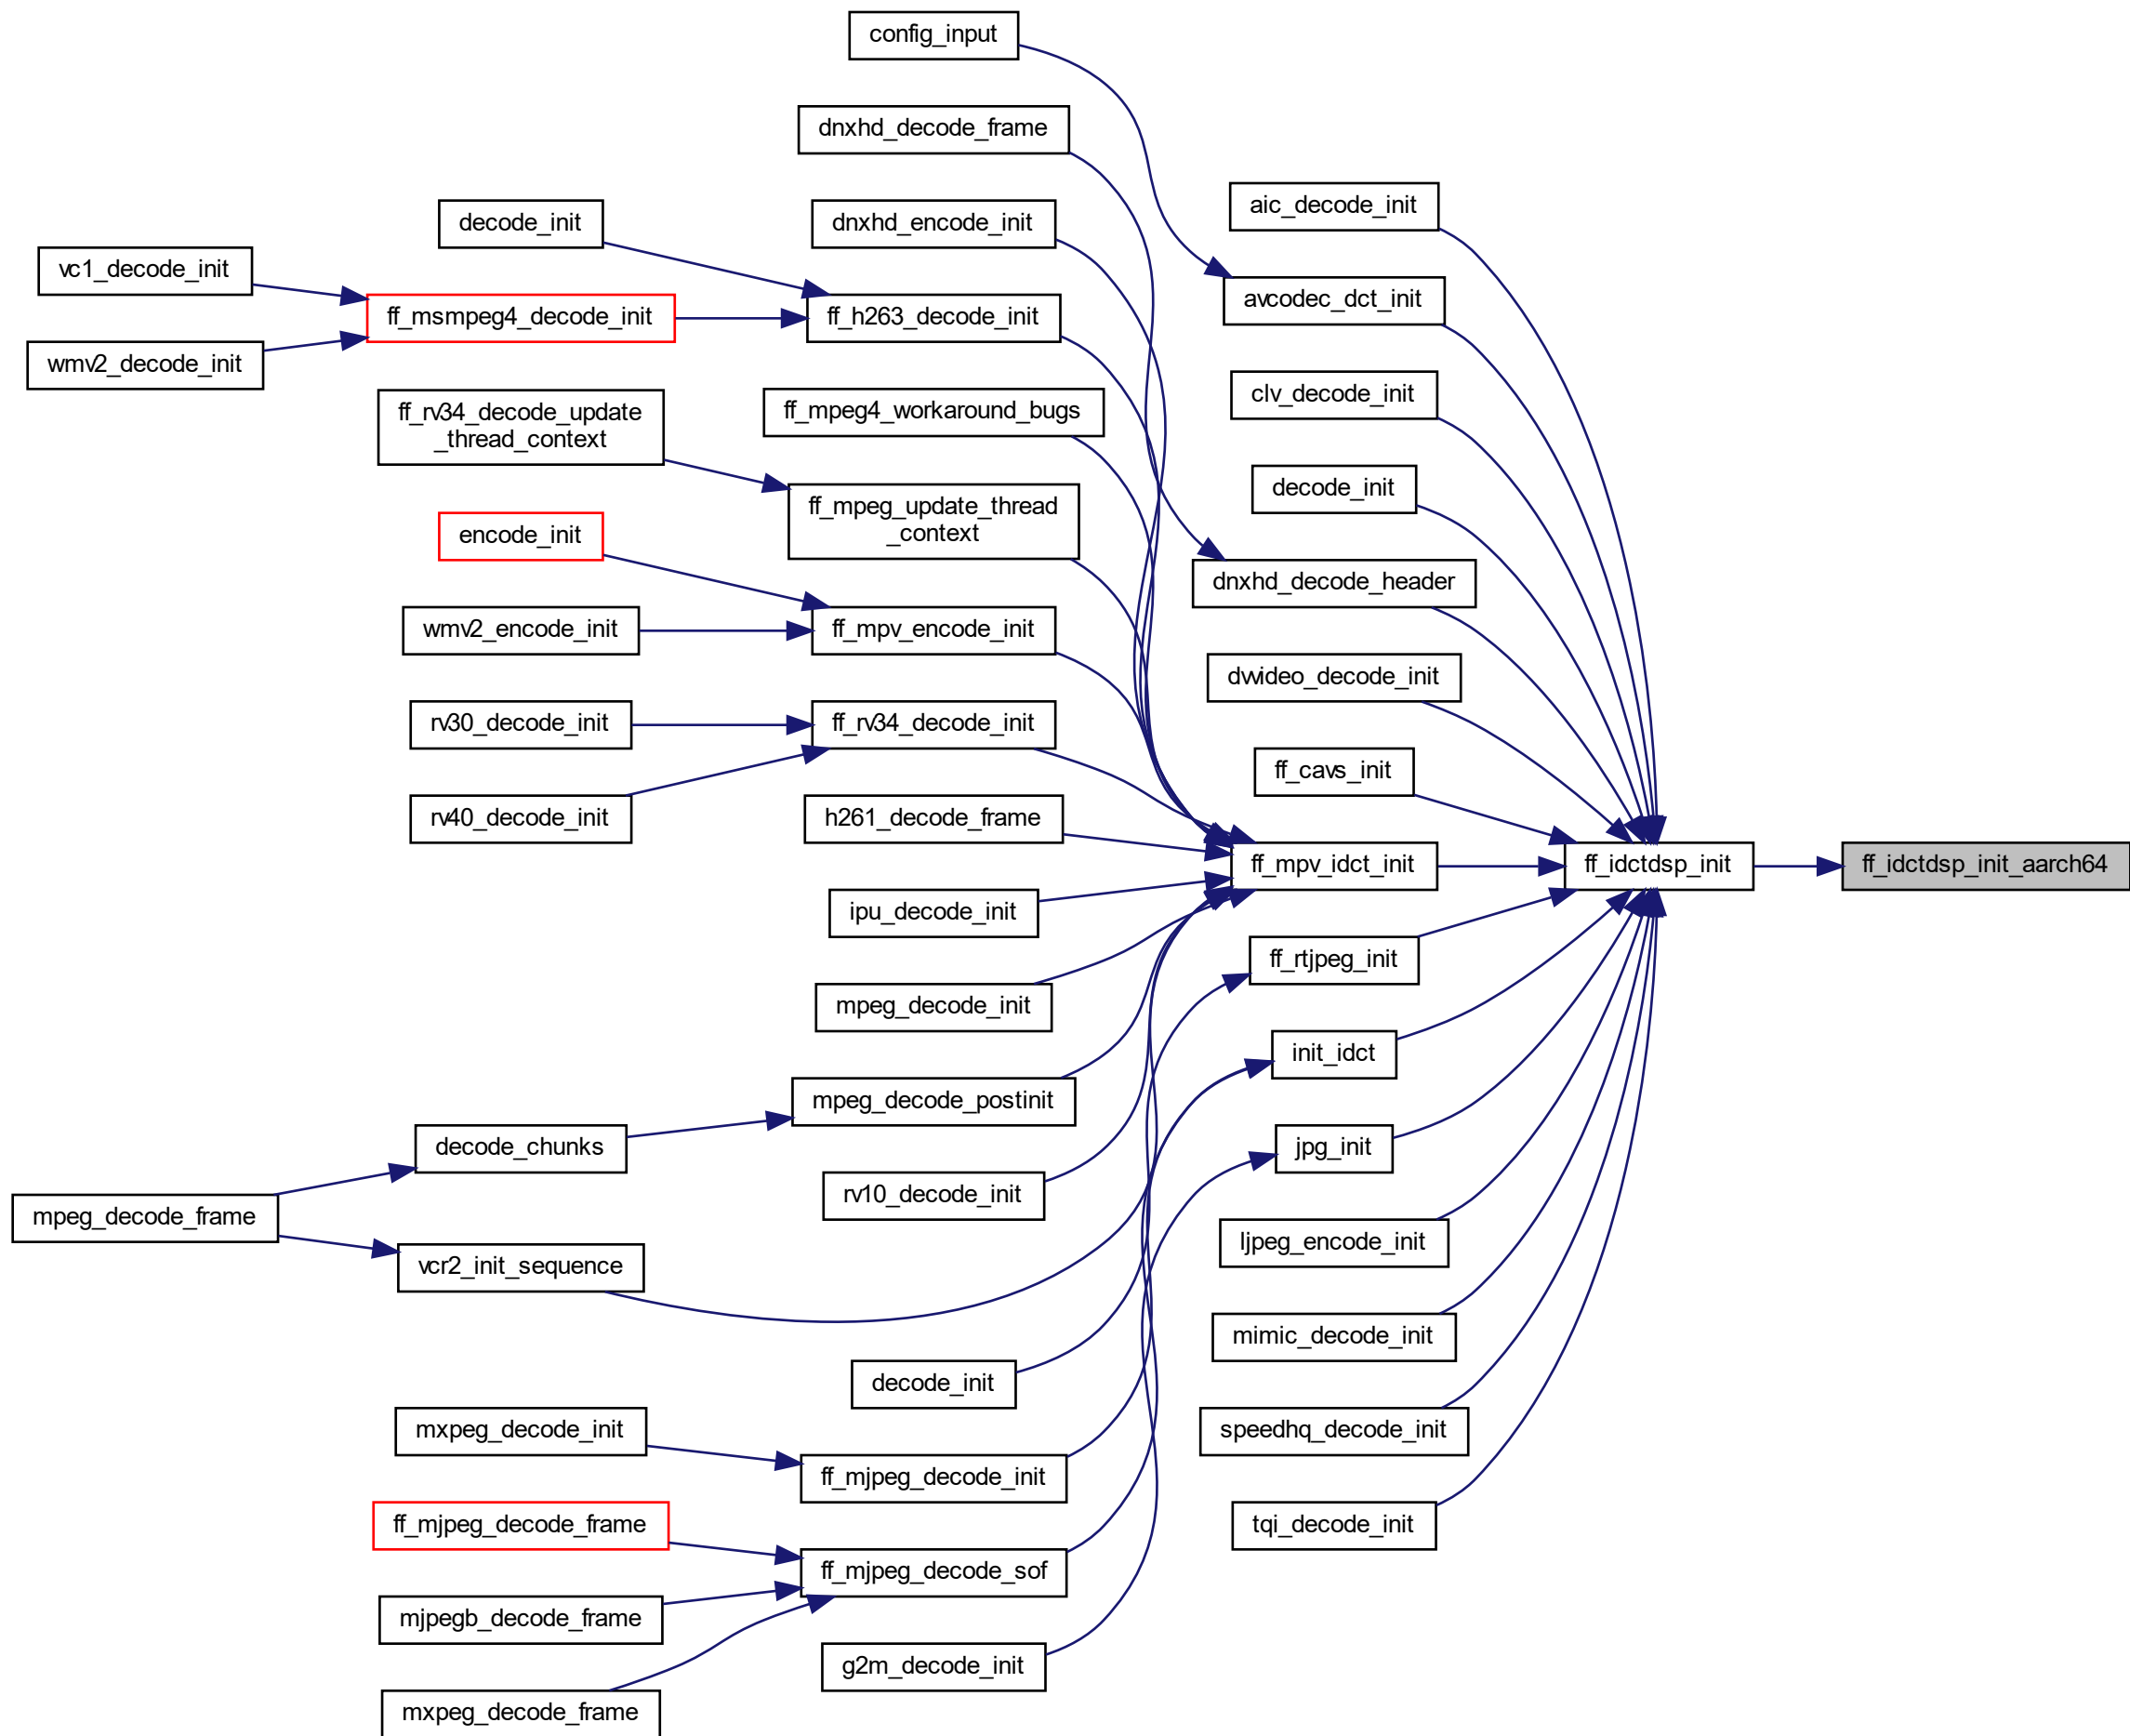 config_input
dnxhd_decode_frame
aic_decode_init
decode_init
dnxhd_encode_init
vc1_decode_init
avcodec_dct_init
ff_msmpeg4_decode_init
ff_h263_decode_init
wmv2_decode_init
clv_decode_init
ff_rv34_decode_update
_thread_context
ff_mpeg4_workaround_bugs
decode_init
ff_mpeg_update_thread
_context
encode_init
dnxhd_decode_header
wmv2_encode_init
ff_mpv_encode_init
dwideo_decode_init
rv30_decode_init
ff_rv34_decode_init
ff_cavs_init
rv40_decode_init
h261_decode_frame
ff_mpv_idct_init
ff_idctdsp_init
ff_idctdsp_init_aarch64
ipu_decode_init
ff_rtjpeg_init
mpeg_decode_init
init_idct
mpeg_decode_postinit
decode_chunks
jpg_init
rv10_decode_init
mpeg_decode_frame
ljpeg_encode_init
vcr2_init_sequence
mimic_decode_init
decode_init
mxpeg_decode_init
speedhq_decode_init
ff_mjpeg_decode_init
ff_mjpeg_decode_frame
tqi_decode_init
ff_mjpeg_decode_sof
mjpegb_decode_frame
g2m_decode_init
mxpeg_decode_frame